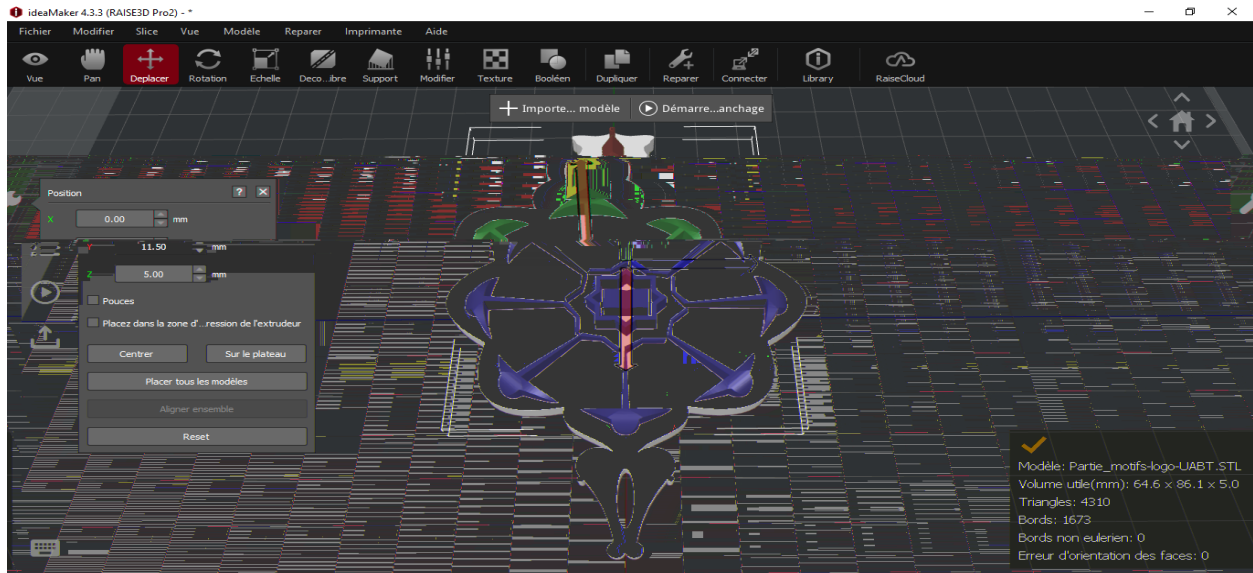 ideaMaker 4.3.3 (RAISE3D Pro2) - *
Fichier Modifier Slice Vue Modèle Reparer Imprimante Aide
Vue Pan Deplacer Rotation Echelle Deco...ibre Support Modifier Texture Booléen Dupliquer Reparer Connecter Library RaiseCloud
Importe... modèle Démarre...anchage
Position ?
X 0.00 mm
11.50 mm
Z 5.00 mm
Pouces
Placez dans la zone d'...ression de l'extrudeur
Centrer Sur le plateau
Placer tous les modèles
Aligner ensemble
Reset
Modèle: Partie_motifs-logo-UABT.STL
Volume utile(mm): 64.6 x 86.1 x 5.0
Triangles: 4310
Bords: 1673
Bords non eulerien: 0
Erreur d'orientation des faces: 0